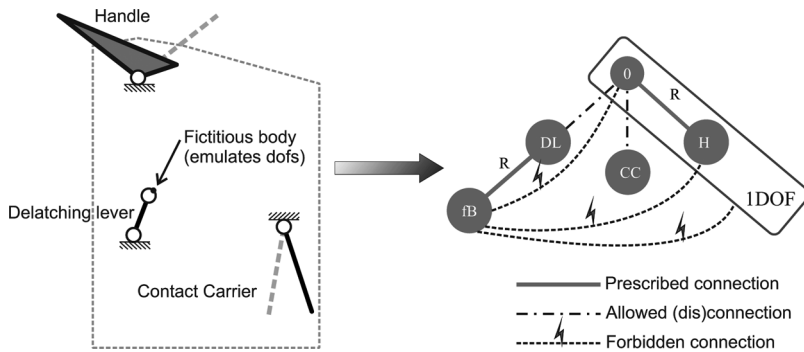 Handle
Fictitious body
(emulates dofs)
Delatching lever
Contact Carrier
0
R
DL
H
CC
R
fB
1DOF
Prescribed connection
Allowed (dis)connection
Forbidden connection